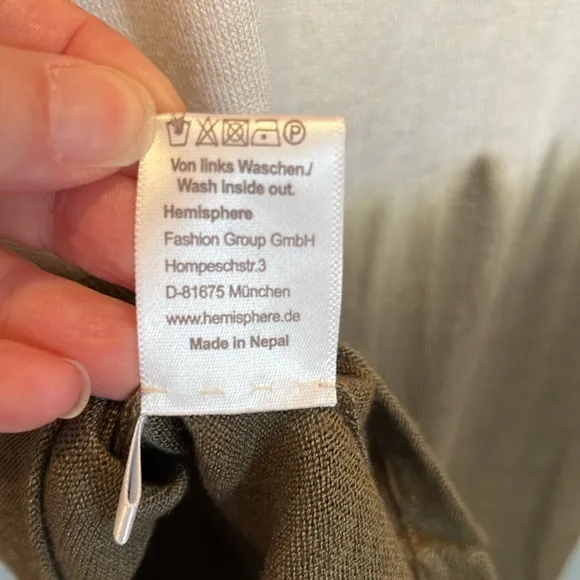 P
Von links Waschen./
Wash inside out.
Hemisphere
Fashion Group GmbH
Hompeschstr.3
D-81675 München
www.hemisphere.de
Made in Nepal